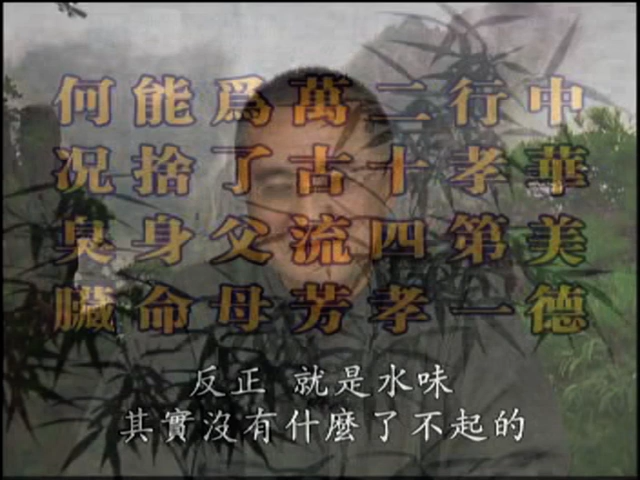 中華美德
行孝第一
二十四孝
萬古流芳
爲了父母
能捨身命
何况臭臟
反正 就是水味
其實沒有什麼了不起的